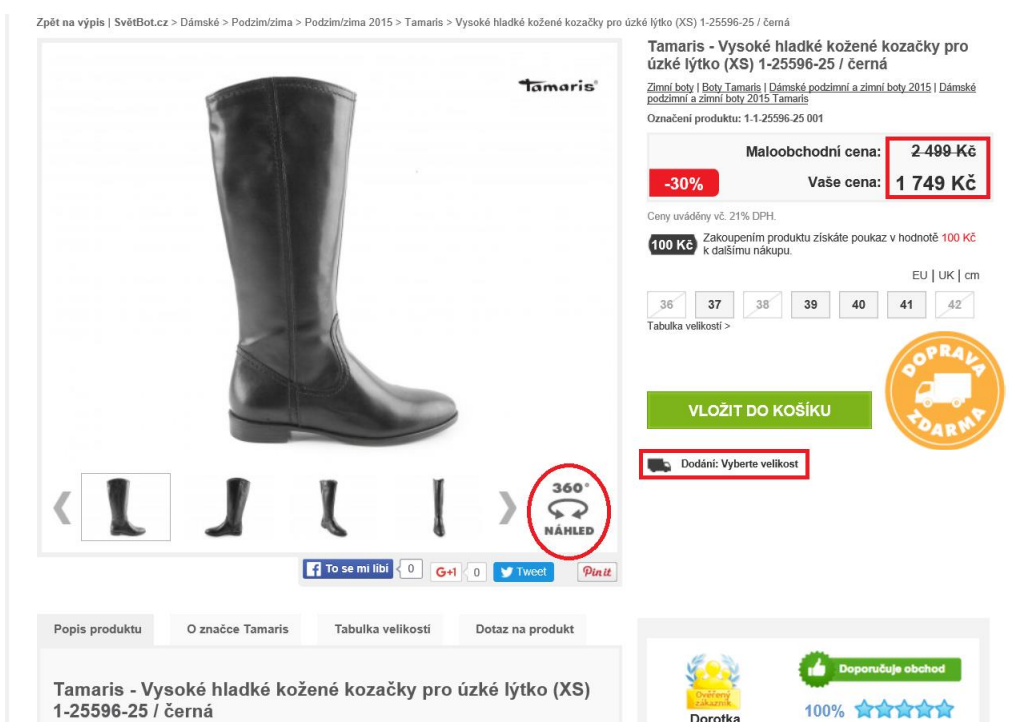 Zpět na výpis | SvětBot.cz > Dámské > Podzim/zima > Podzim/zima 2015 > Tamaris > Vysoké hladké kožené kozačky pro úzké lýtko (XS) 1-25596-25 / černá
Tamaris
Tamaris - Vysoké hladké kožené kozačky pro
úzké lýtko (XS) 1-25596-25 / černá
Zimní boty | Boty Tamaris | Dámské podzimní a zimní boty 2015 | Dámské
podzimní a zimní boty 2015 Tamaris
Označení produktu: 1-1-25596-25 001
Maloobchodní cena: 2 499 Kč
-30% Vaše cena: 1 749 Kč
Ceny uváděny vč. 21% DPH.
100 Kč Zakoupením produktu získáte poukaz v hodnotě 100 Kč
k dalšímu nákupu.
EU | UK | cm
36 37 38 39 40 41 42
Tabulka velikostí >
DOPRAVA
ZDARMA
VLOŽIT DO KOŠÍKU
Dodání: Vyberte velikost
360°
NÁHLED
To se mi líbí 0 G+1 0 Tweet Pin it
Popis produktu O značce Tamaris Tabulka velikostí Dotaz na produkt
Tamaris - Vysoké hladké kožené kozačky pro úzké lýtko (XS)
1-25596-25 / černá
Ověřený
zákazník
Dorotka
Doporučuje obchod
100%